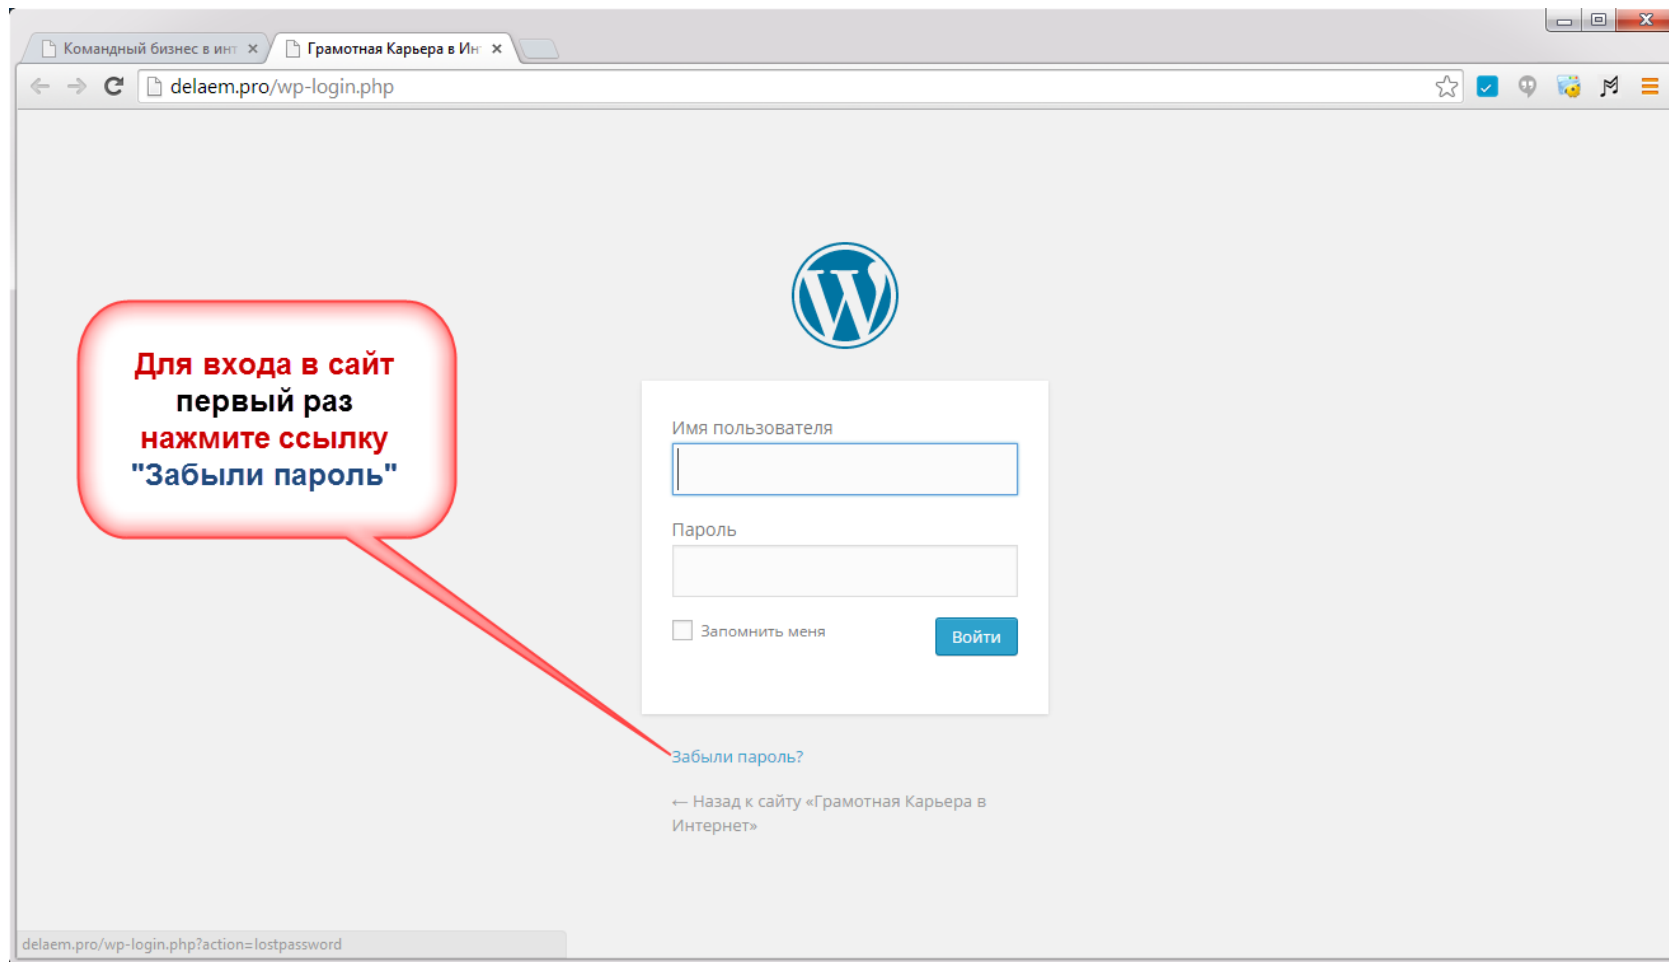 Командный бизнес в инт
Грамотная Карьера в Ин
delaem.pro/wp-login.php
Для входа в сайт
первый раз
нажмите ссылку
"Забыли пароль"
Имя пользователя
Пароль
Запомнить меня
Войти
Забыли пароль?
← Назад к сайту «Грамотная Карьера в
Интернет»
delaem.pro/wp-login.php?action=lostpassword